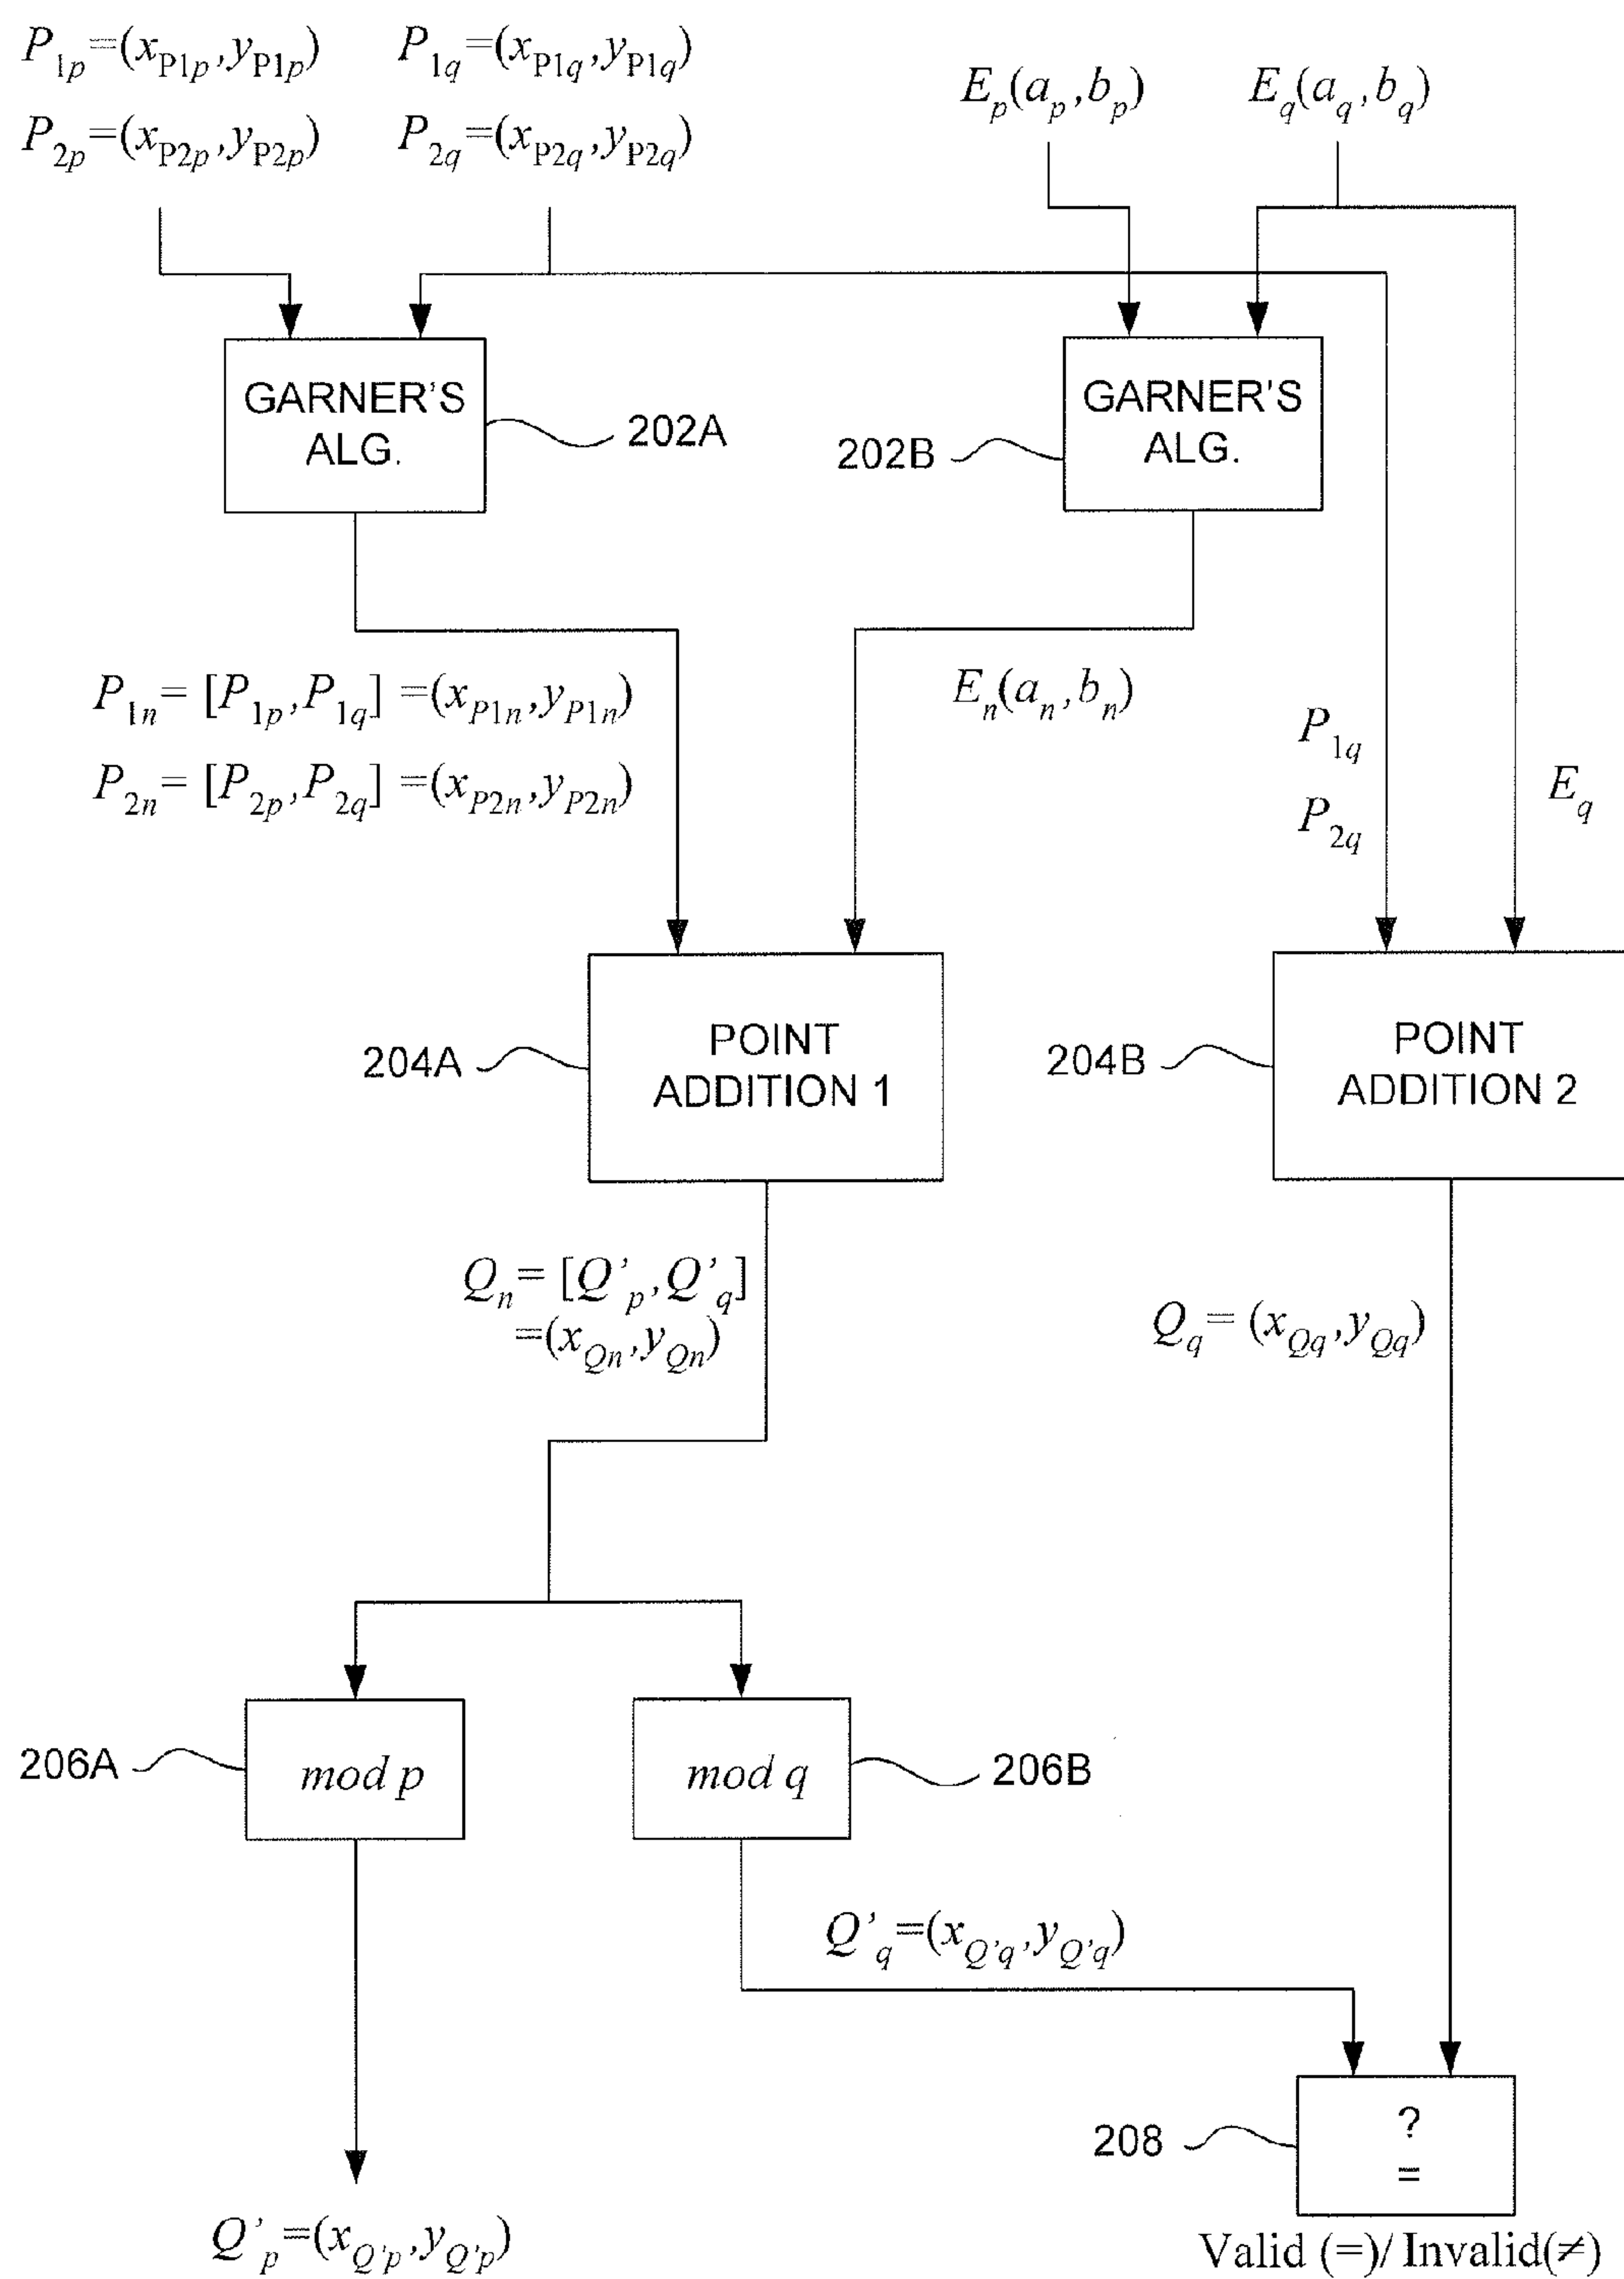 P1p=(xP1p,yP1p)
P2p=(xP2p,yP2p)
P1q=(xP1q,yP1q)
P2q=(xP2q,yP2q)
Ep(ap,bp)
Eq(aq,bq)
GARNER'S
ALG.
202A
GARNER'S
ALG.
202B
P1n= [P1p,P1q] =(xP1n,yP1n)
P2n= [P2p,P2q] =(xP2n,yP2n)
En(an,bn)
P1q
P2q
Eq
204A
POINT
ADDITION 1
204B
POINT
ADDITION 2
Qn= [Q'p,Q'q]
=(xQn,yQn)
Qq= (xQq,yQq)
206A
mod p
mod q
206B
Q'q=(xQ'q,yQ'q)
208
?
=
Q'p=(xQ'p,yQ'p)
Valid (=)/ Invalid(≠)